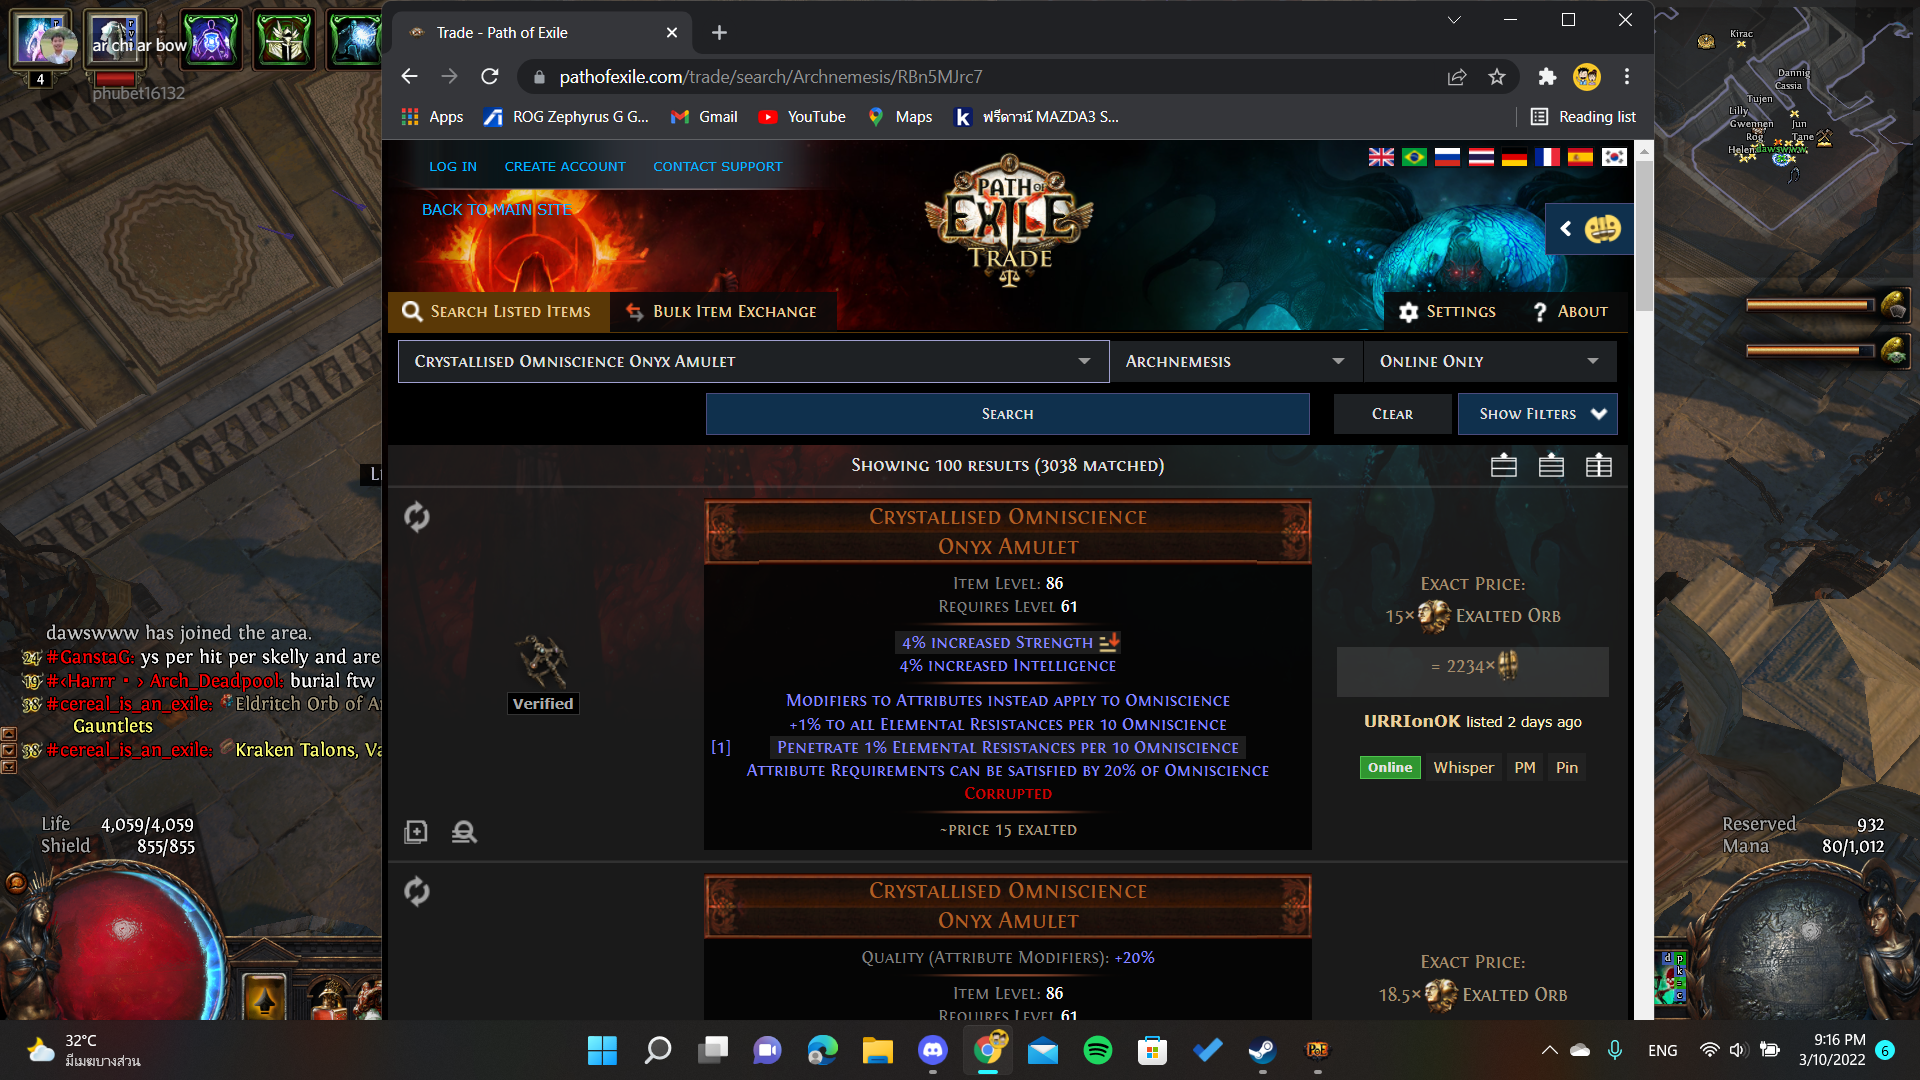 Trade - Path of Exile
ar chi ar bow
4
phubet16132
pathofexile.com/trade/search/Archnemesis/RBn5MJrc7
Apps
ROG Zephyrus G G...
Gmail
YouTube
Maps
ฟรีดาวน์ MAZDA3 S...
Reading list
Kirac
Dannig
Cassia
Tujen
Lilly
Gwennen
Jun
Rog
Tane
Helena
dawswww
LOG IN
CREATE ACCOUNT
CONTACT SUPPORT
BACK TO MAIN SITE
PATH OF EXILE
TRADE
Search Listed Items
Bulk Item Exchange
Settings
? About
Crystallised Omniscience Onyx Amulet
Archnemesis
Online Only
Search
Clear
Show Filters
Showing 100 results (3038 matched)
Crystallised Omniscience
Onyx Amulet
Item Level: 86
Requires Level 61
4% increased Strength
4% increased Intelligence
Modifiers to Attributes instead apply to Omniscience
+1% to all Elemental Resistances per 10 Omniscience
[1] Penetrate 1% Elemental Resistances per 10 Omniscience
Attribute Requirements can be satisfied by 20% of Omniscience
Corrupted
~price 15 exalted
Verified
Exact Price:
15× Exalted Orb
= 2234×
URRIonOK listed 2 days ago
Online
Whisper
PM
Pin
Crystallised Omniscience
Onyx Amulet
Quality (Attribute Modifiers): +20%
Item Level: 86
Requires Level 61
Exact Price:
18.5× Exalted Orb
dawswww has joined the area.
24 #GanstaG: ys per hit per skelly and are
19 #<Harrr • > Arch_Deadpool: burial ftw
38 #cereal_is_an_exile: Eldritch Orb of A
Gauntlets
38 #cereal_is_an_exile: Kraken Talons, Va
Life 4,059/4,059
Shield 855/855
Reserved 932
Mana 80/1,012
32°C
มีเมฆบางส่วน
PoE
ENG
9:16 PM
3/10/2022
6